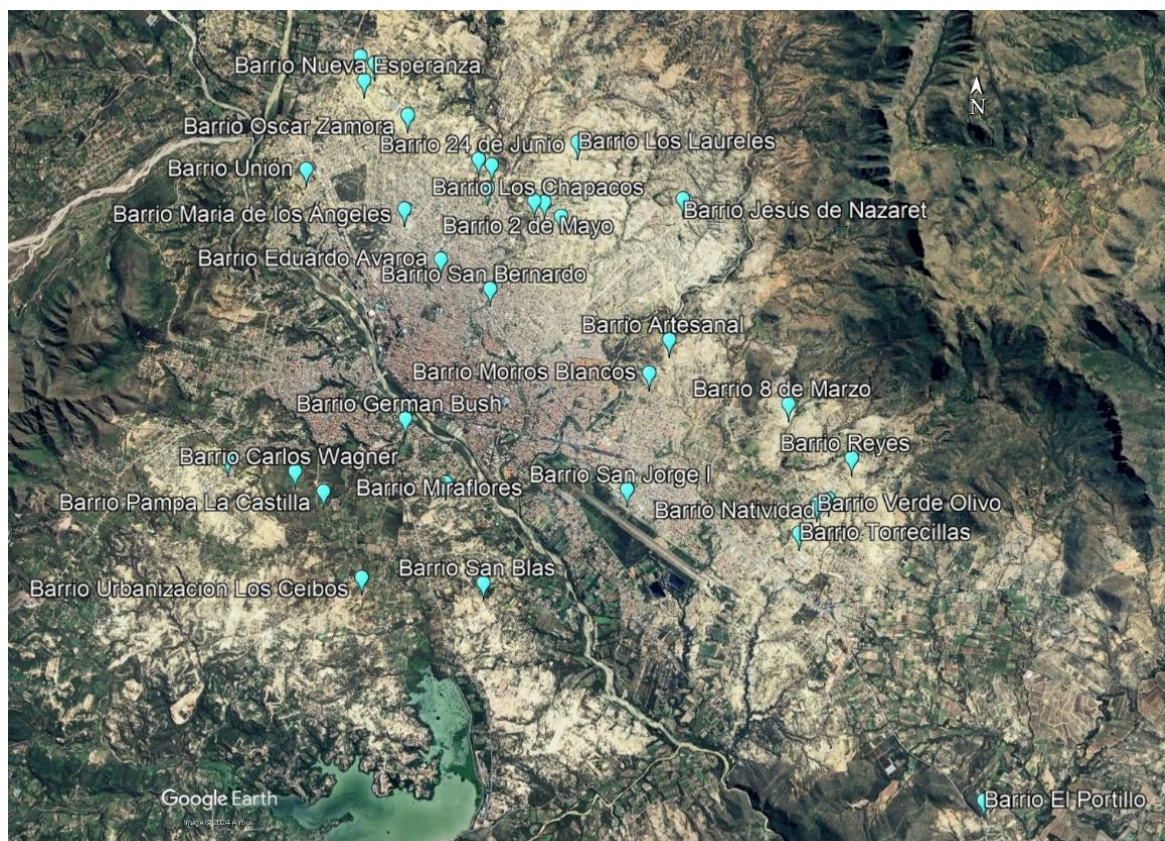 Barrio Nueva Esperanza
N
Barrio Oscar Zamora
Barrio 24 de Junio
Barrio Los Laureles
Barrio Unión
Barrio Los Chapacos
Barrio Maria de los Ángeles
Barrio Jesús de Nazaret
Barrio 2 de Mayo
Barrio Eduardo Avaroa
Barrio San Bernardo
Barrio Artesanal
Barrio Morros Blancos
Barrio 8 de Marzo
Barrio German Bush
Barrio Reyes
Barrio Carlos Wagner
Barrio San Jorge I
Barrio Miraflores
Barrio Pampa La Castilla
Barrio Natividad
Barrio Verde Olivo
Barrio Torrecillas
Barrio San Blas
Barrio Urbanizacion Los Ceibos
Google Earth
Barrio El Portillo